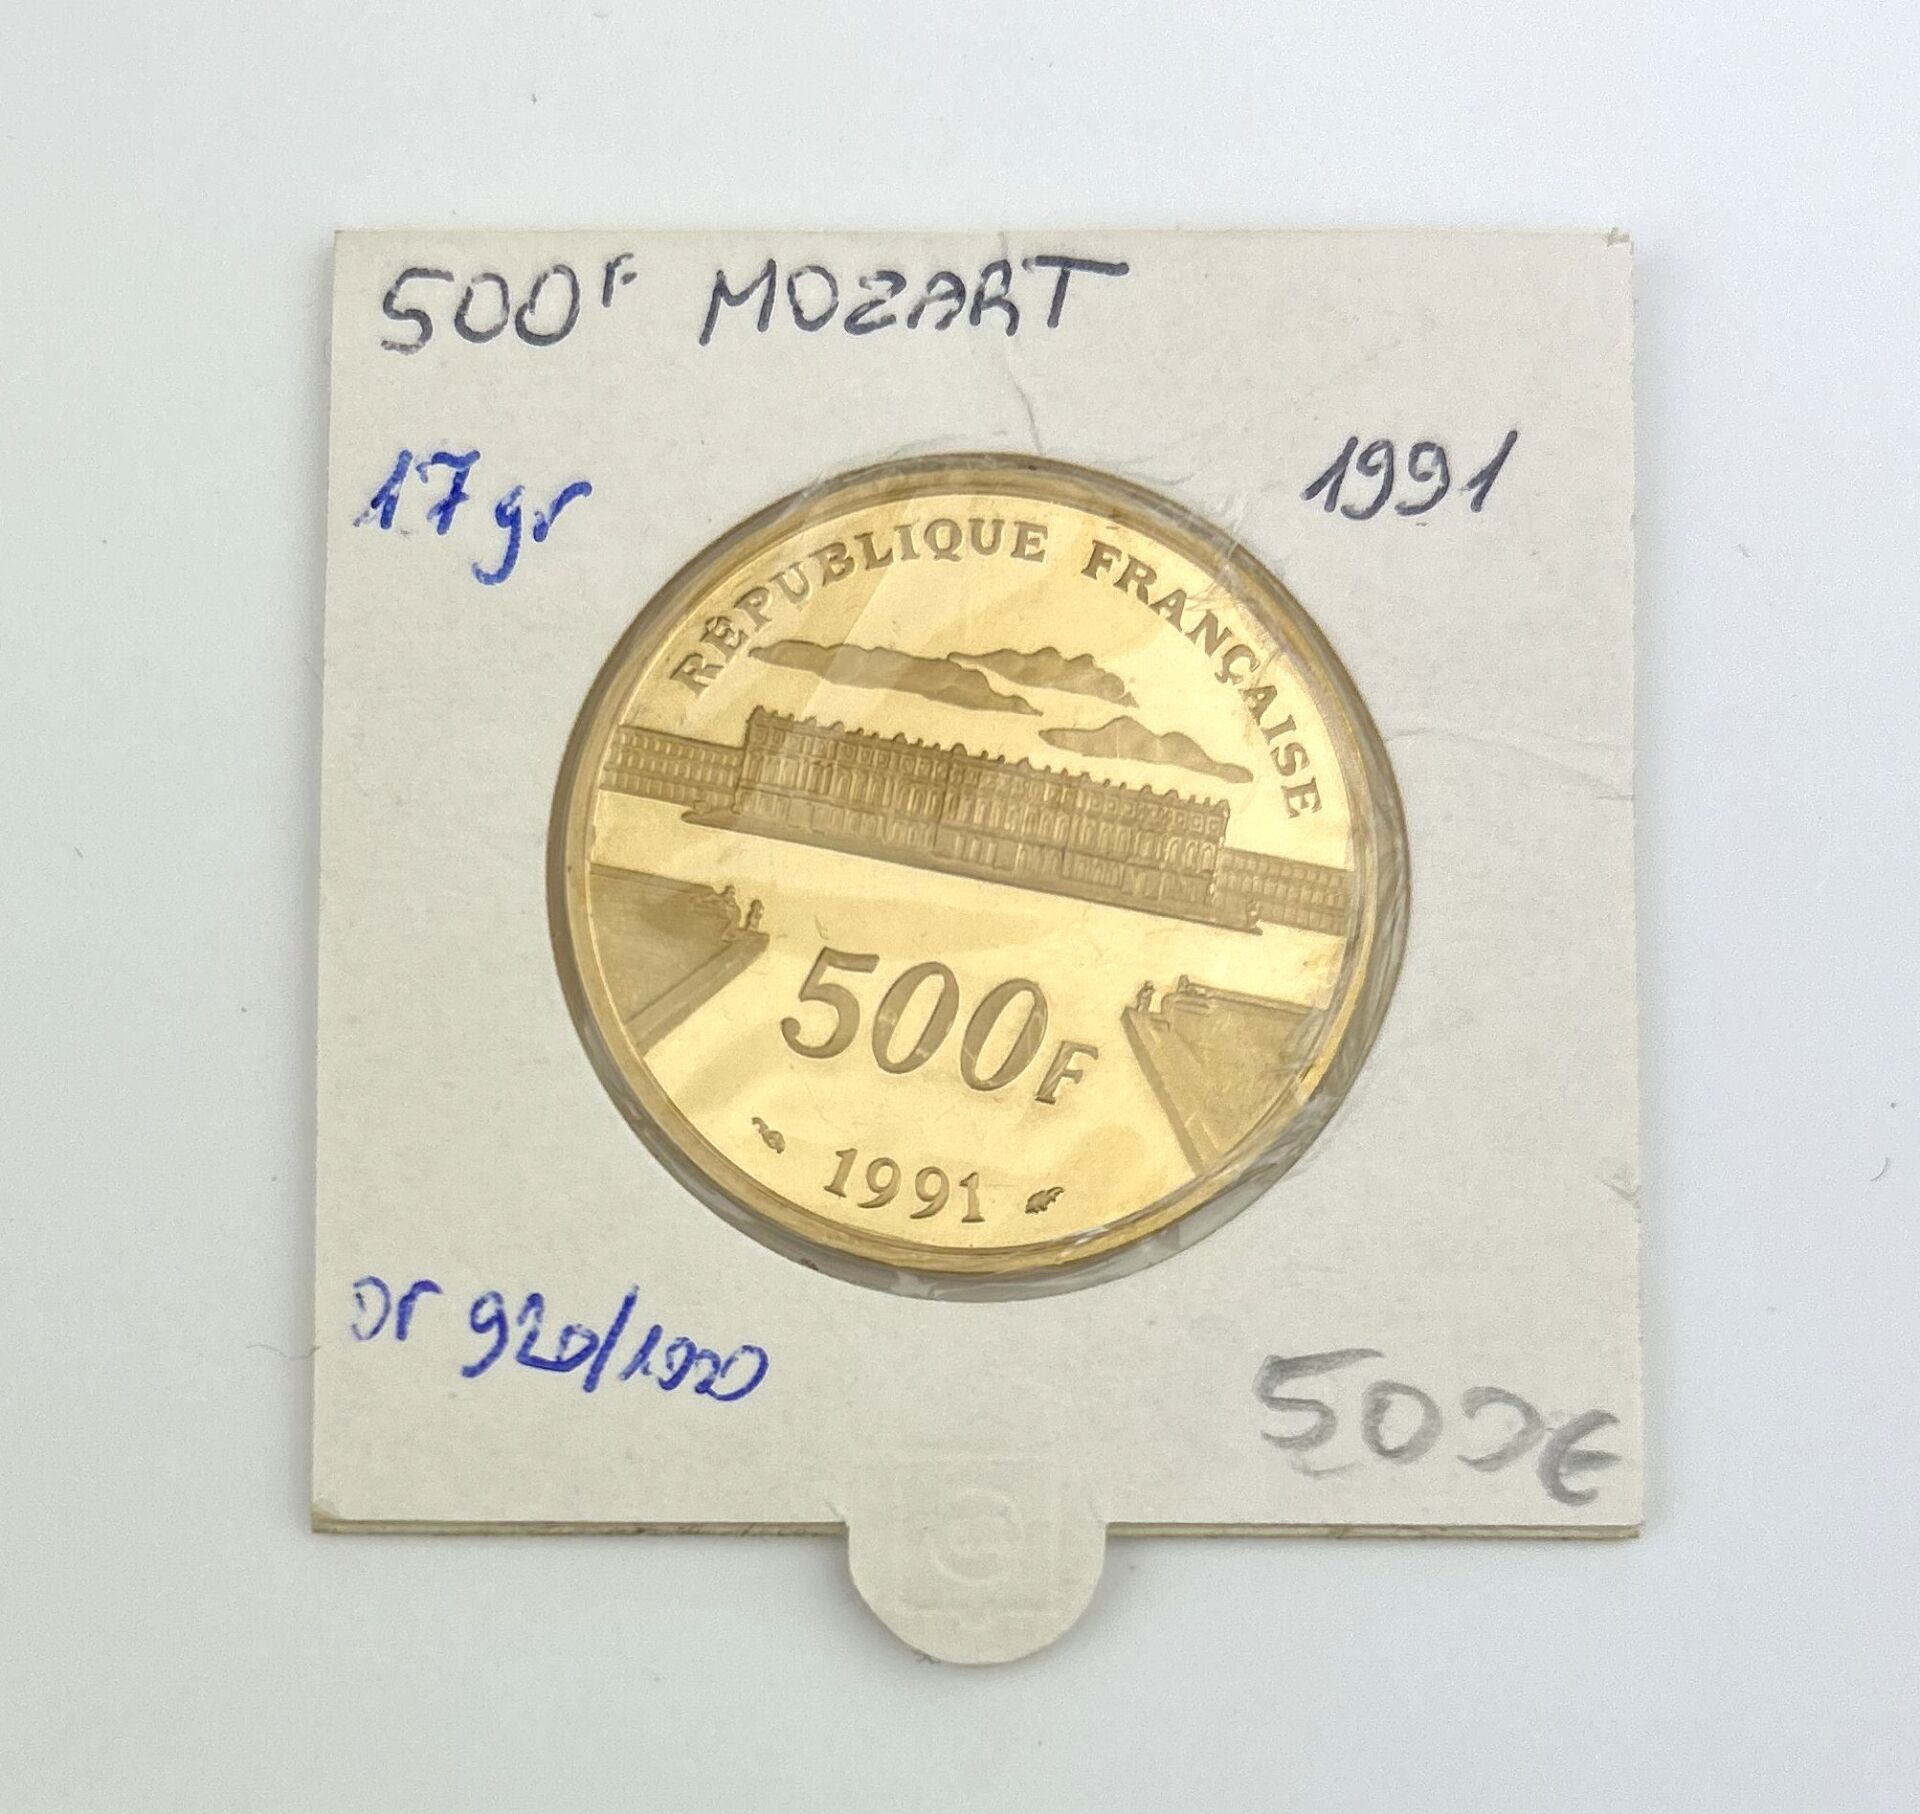 500F MOZART
17 gr
1991
RÉPUBLIQUE FRANÇAISE
500F
1991
or 920/1000
500€